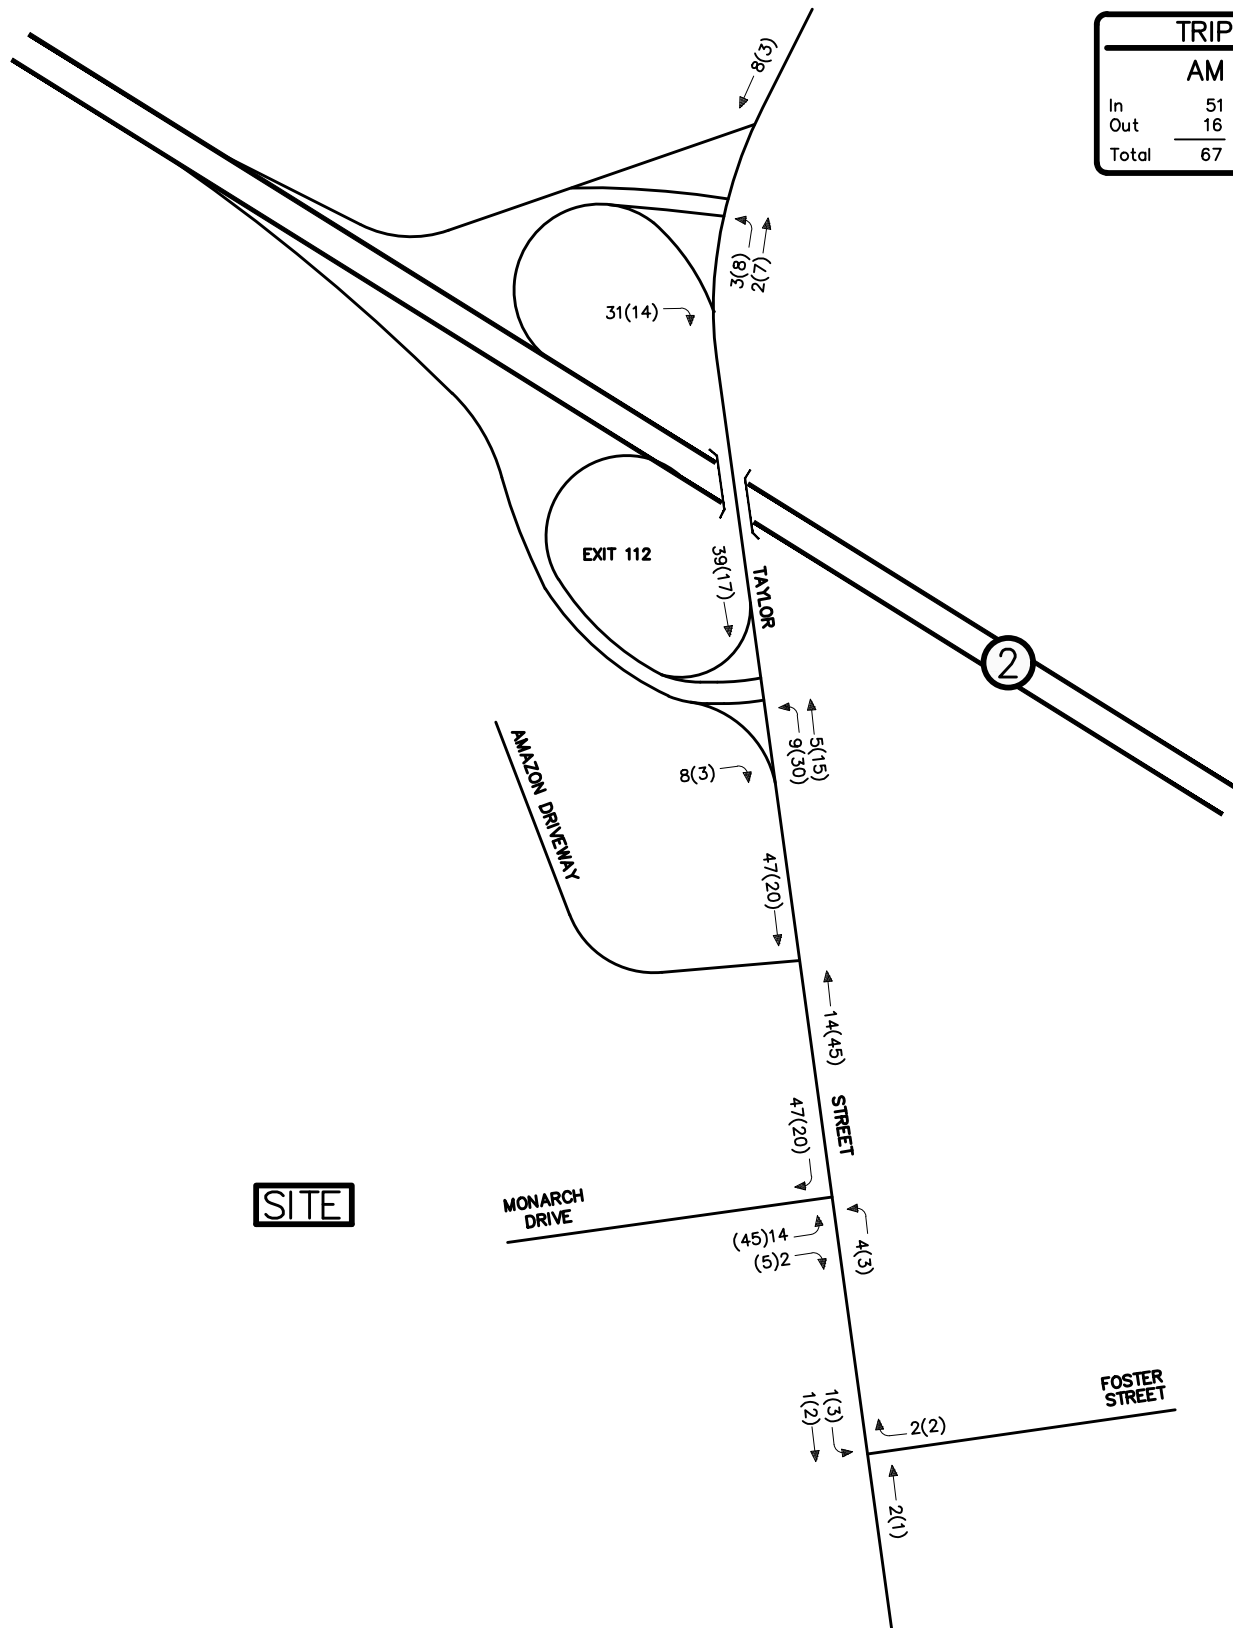 TRIP
AM
In 51
Out 16
Total 67
8(3)
3(8)
2(7)
31(14)
EXIT 112
39(17)
TAYLOR
2
5(15)
9(30)
8(3)
AMAZON DRIVEWAY
47(20)
14(45)
STREET
47(20)
SITE
MONARCH
DRIVE
(45)14
(5)2
4(3)
1(3)
1(2)
FOSTER
STREET
2(2)
2(1)